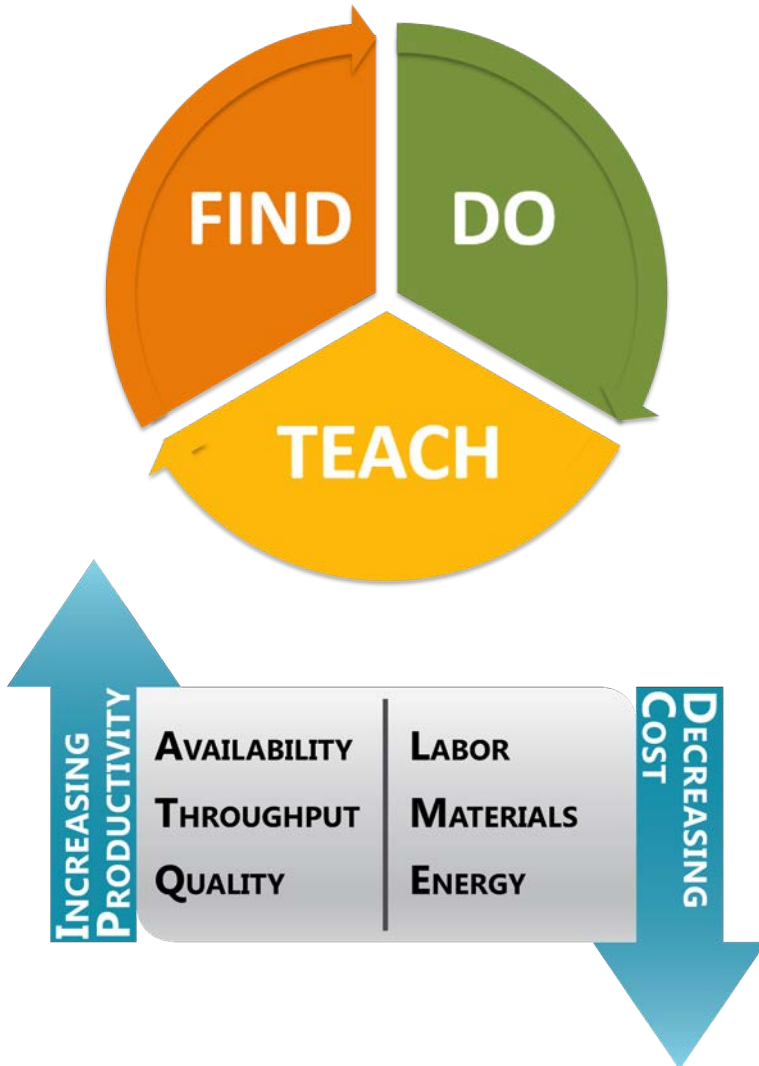 FIND
DO
TEACH
INCREASING
PRODUCTIVITY
AVAILABILITY
THROUGHPUT
QUALITY
LABOR
MATERIALS
ENERGY
DECREASING
COST